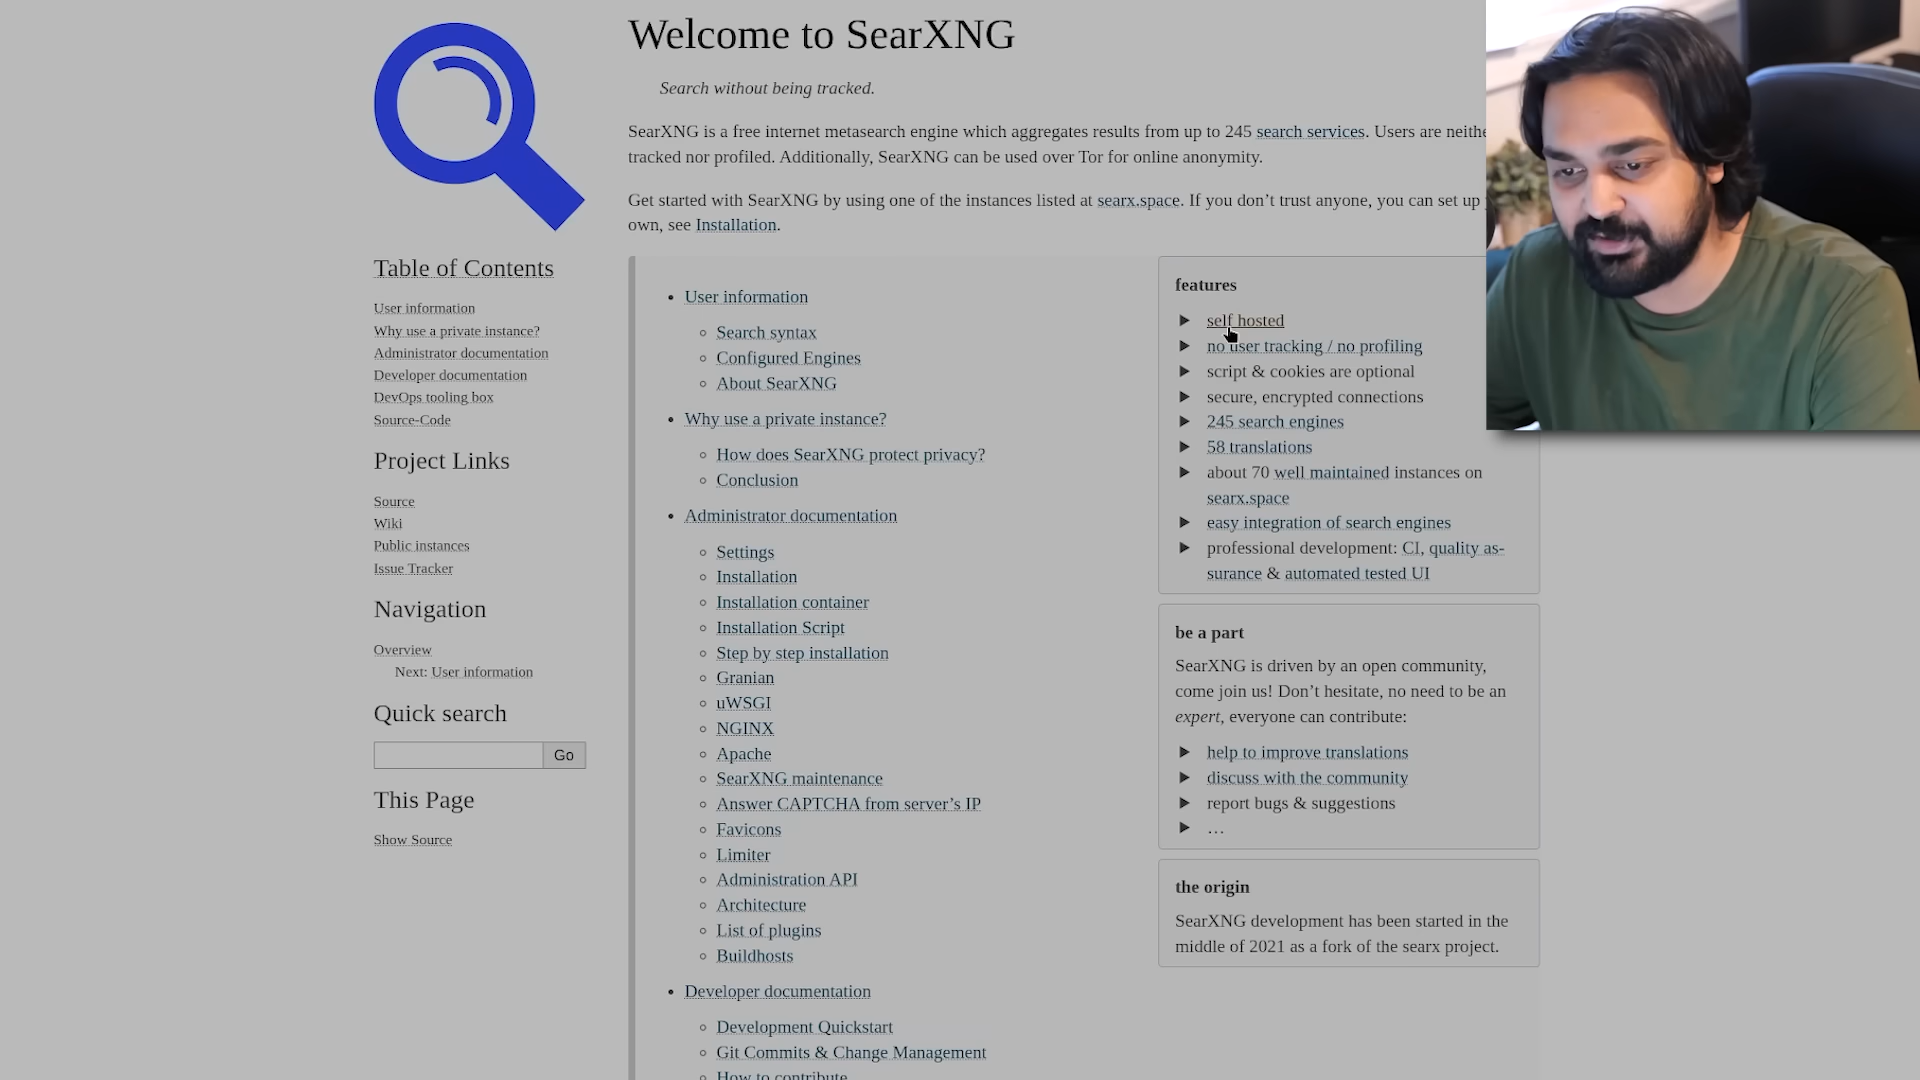 Welcome to SearXNG
Search without being tracked.
SearXNG is a free internet metasearch engine which aggregates results from up to 245 search services. Users are
tracked nor profiled. Additionally, SearXNG can be used over Tor for online anonymity.
Get started with SearXNG by using one of the instances listed at searx.space. If you don’t trust anyone, you can set up
own, see Installation.
Table of Contents
User information
Why use a private instance?
Administrator documentation
Developer documentation
DevOps tooling box
Source-Code
Project Links
Source
Wiki
Public instances
Issue Tracker
Navigation
Overview
Next: User information
Quick search
Go
This Page
Show Source
User information
Search syntax
Configured Engines
About SearXNG
Why use a private instance?
How does SearXNG protect privacy?
Conclusion
Administrator documentation
Settings
Installation
Installation container
Installation Script
Step by step installation
Granian
uWSGI
NGINX
Apache
SearXNG maintenance
Answer CAPTCHA from server’s IP
Favicons
Limiter
Administration API
Architecture
List of plugins
Buildhosts
Developer documentation
Development Quickstart
Git Commits & Change Management
How to contribute
features
self hosted
no user tracking / no profiling
script & cookies are optional
secure, encrypted connections
245 search engines
58 translations
about 70 well maintained instances on
searx.space
easy integration of search engines
professional development: CI, quality as-
surance & automated tested UI
be a part
SearXNG is driven by an open community,
come join us! Don’t hesitate, no need to be an
expert, everyone can contribute:
help to improve translations
discuss with the community
report bugs & suggestions
…
the origin
SearXNG development has been started in the
middle of 2021 as a fork of the searx project.